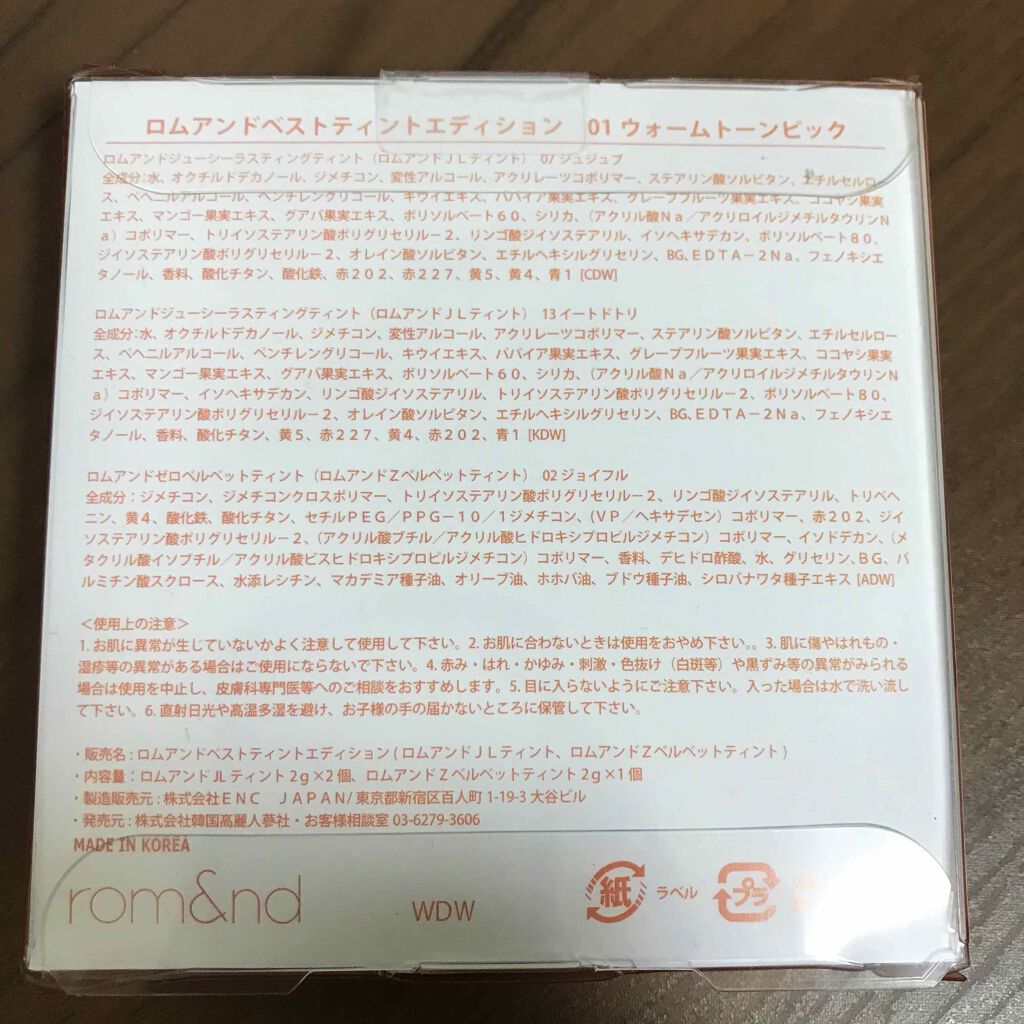 ロムアンドベストティントエディション　01 ウォームトーンピック
ロムアンドジューシーラスティングティント（ロムアンドＪＬティント）　07 ジュジュブ
全成分:水、オクチルドデカノール、ジメチコン、変性アルコール、アクリレーツコポリマー、ステアリン酸ソルビタン、エチルセルロー
ス、ベヘニルアルコール、ペンチレングリコール、キウイエキス、パパイア果実エキス、グレープフルーツ果実エキス、ココヤシ果実
エキス、マンゴー果実エキス、グアバ果実エキス、ポリソルベート６０、シリカ、（アクリル酸Ｎａ／アクリロイルジメチルタウリンＮ
ａ）コポリマー、トリイソステアリン酸ポリグリセリル－２、リンゴ酸ジイソステアリル、イソヘキサデカン、ポリソルベート８０、
ジイソステアリン酸ポリグリセリル－２、オレイン酸ソルビタン、エチルヘキシルグリセリン、BG、ＥＤＴＡ－２Ｎａ、フェノキシエ
タノール、香料、酸化チタン、酸化鉄、赤２０２、赤２２７、黄５、黄４、青１ [CDW]
ロムアンドジューシーラスティングティント（ロムアンドＪＬティント）　13 イートドトリ
全成分:水、オクチルドデカノール、ジメチコン、変性アルコール、アクリレーツコポリマー、ステアリン酸ソルビタン、エチルセルロー
ス、ベヘニルアルコール、ペンチレングリコール、キウイエキス、パパイア果実エキス、グレープフルーツ果実エキス、ココヤシ果実
エキス、マンゴー果実エキス、グアバ果実エキス、ポリソルベート６０、シリカ、（アクリル酸Ｎａ／アクリロイルジメチルタウリンＮ
ａ）コポリマー、イソヘキサデカン、リンゴ酸ジイソステアリル、トリイソステアリン酸ポリグリセリル－２、ポリソルベート８０、
ジイソステアリン酸ポリグリセリル－２、オレイン酸ソルビタン、エチルヘキシルグリセリン、BG、ＥＤＴＡ－２Ｎａ、フェノキシエ
タノール、香料、酸化チタン、黄５、赤２２７、黄４、赤２０２、青１ [KDW]
ロムアンドゼロベルベットティント（ロムアンドＺベルベットティント）　02 ジョイフル
全成分：ジメチコン、ジメチコンクロスポリマー、トリイソステアリン酸ポリグリセリル－２、リンゴ酸ジイソステアリル、トリベヘ
ニン、黄４、酸化鉄、酸化チタン、セチルＰＥＧ／ＰＰＧ－１０／１ジメチコン、（ＶＰ／ヘキサデセン）コポリマー、赤２０２、ジイ
ソステアリン酸ポリグリセリル－２、（アクリル酸ブチル／アクリル酸ヒドロキシプロピルジメチコン）コポリマー、イソドデカン、（メ
タクリル酸イソブチル／アクリル酸ビスヒドロキシプロピルジメチコン）コポリマー、香料、デヒドロ酢酸、水、グリセリン、ＢＧ、パ
ルミチン酸スクロース、水添レシチン、マカデミア種子油、オリーブ油、ホホバ油、ブドウ種子油、シロバナワタ種子エキス [ADW]
＜使用上の注意＞
1. お肌に異常が生じていないかよく注意して使用して下さい。2. お肌に合わないときは使用をおやめ下さい。。3. 肌に傷やはれもの・
湿疹等の異常がある場合はご使用にならないで下さい。4. 赤み・はれ・かゆみ・刺激・色抜け（白斑等）や黒ずみ等の異常がみられる
場合は使用を中止し、皮膚科専門医等へのご相談をおすすめします。5. 目に入らないようにご注意下さい。入った場合は水で洗い流し
て下さい。6. 直射日光や高温多湿を避け、お子様の手の届かないところに保管して下さい。
・販売名：ロムアンドベストティントエディション ( ロムアンドＪＬティント、ロムアンドＺベルベットティント )
・内容量：ロムアンド JL ティント 2ｇ×2 個、ロムアンド Z ベルベットティント 2ｇ×1 個
・製造販売元：株式会社ＥＮＣ　ＪＡＰＡＮ/ 東京都新宿区百人町 1-19-3 大谷ビル
・発売元：株式会社韓国高麗人蔘社・お客様相談室 03-6279-3606
MADE IN KOREA
rom&nd
WDW
紙 ラベル
プラ